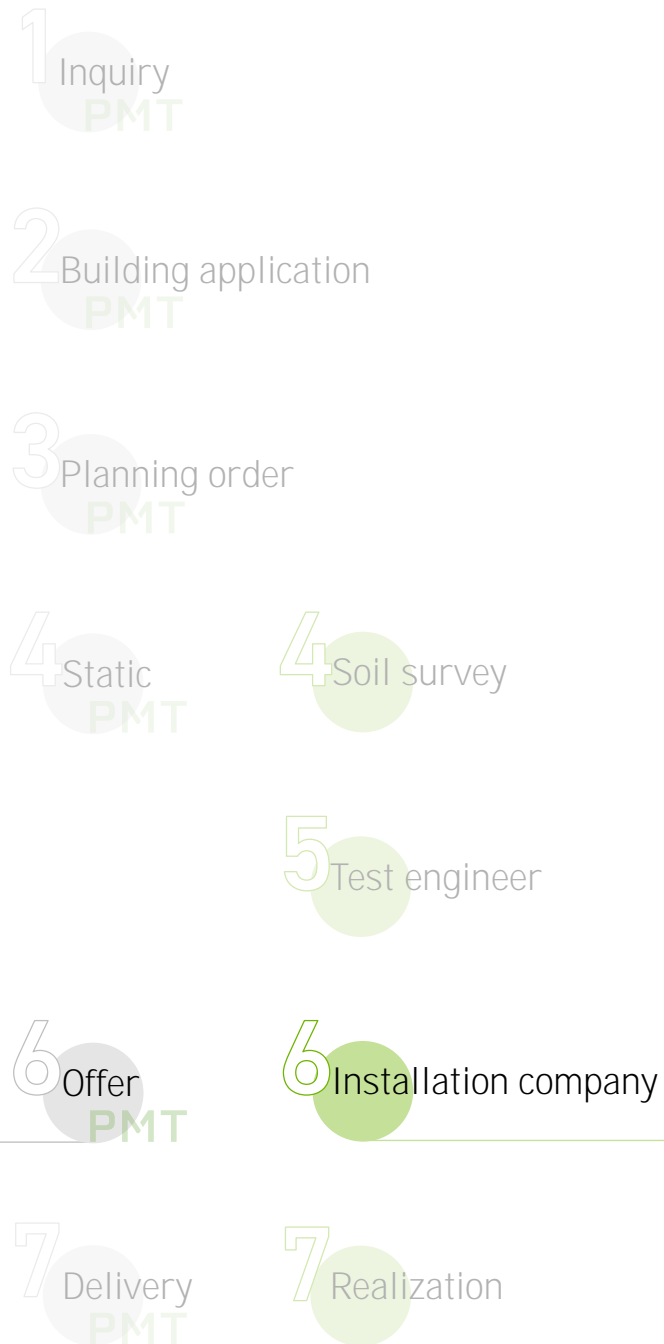 1 Inquiry
PMT
2 Building application
PMT
3 Planning order
PMT
4 Static
PMT
4 Soil survey
5 Test engineer
6 Offer
PMT
6 Installation company
7 Delivery
PMT
7 Realization